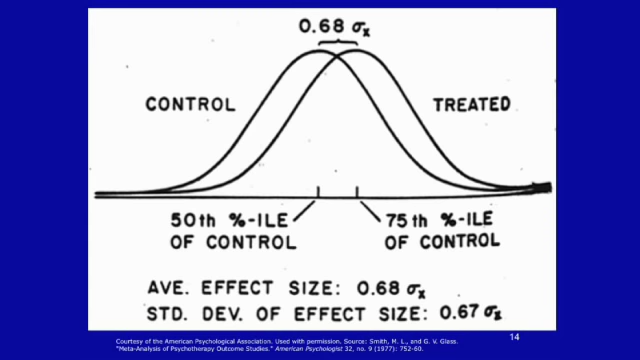 0.68 σx
CONTROL
TREATED
50th %-ILE
OF CONTROL
75th %-ILE
OF CONTROL
AVE. EFFECT SIZE: 0.68 σx
STD. DEV. OF EFFECT SIZE: 0.67 σx
14
Courtesy of the American Psychological Association. Used with permission. Source: Smith, M. L., and G. V. Glass.
"Meta-Analysis of Psychotherapy Outcome Studies." American Psychologist 32, no. 9 (1977): 752-60.